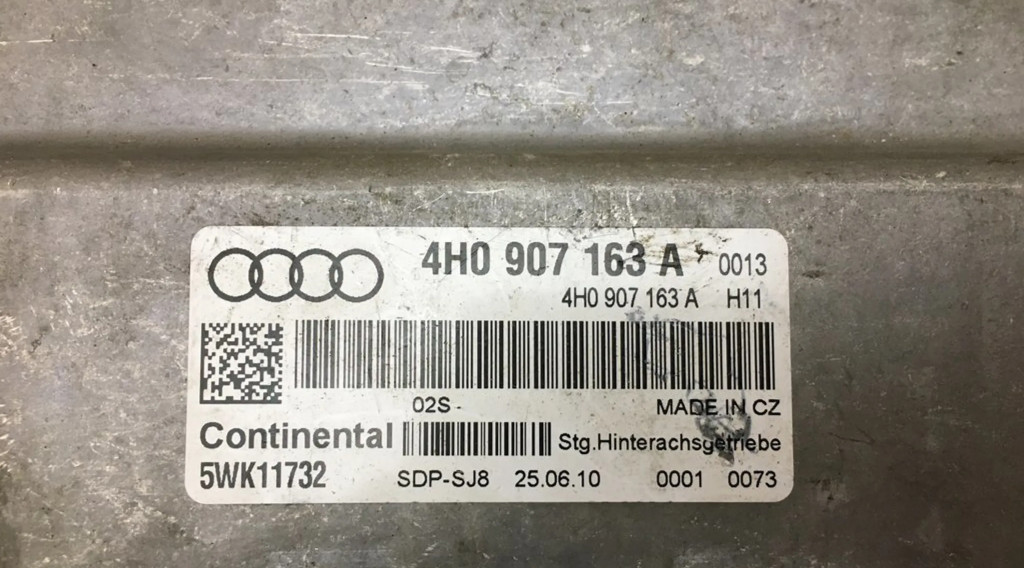 4H0 907 163 A 0013
4H0 907 163 A H11
02S - MADE IN CZ
Continental Stg.Hinterachsgetriebe
5WK11732 SDP-SJ8 25.06.10 0001 0073